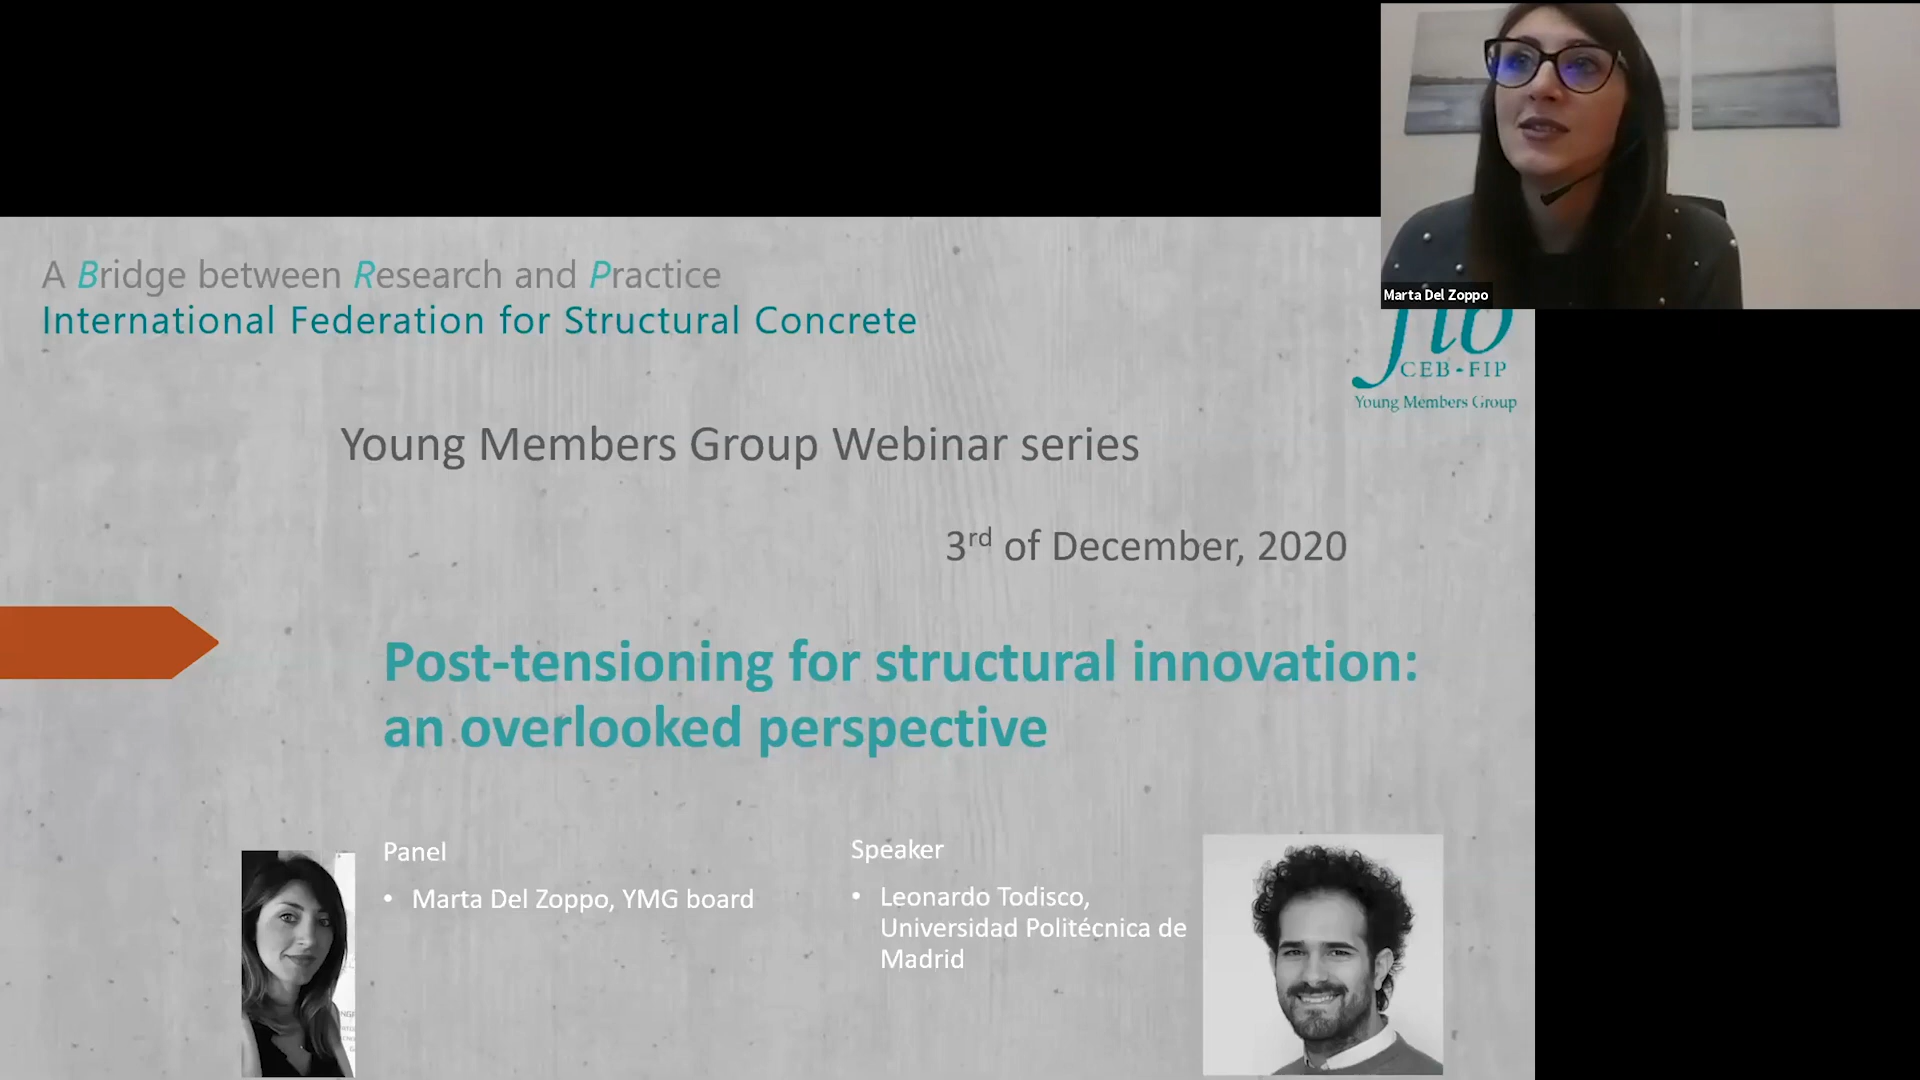 Marta Del Zoppo
A Bridge between Research and Practice
International Federation for Structural Concrete
CEB-FIP
Young Members Group
Young Members Group Webinar series
3rd of December, 2020
Post-tensioning for structural innovation:
an overlooked perspective
Panel
• Marta Del Zoppo, YMG board
Speaker
• Leonardo Todisco,
Universidad Politécnica de
Madrid